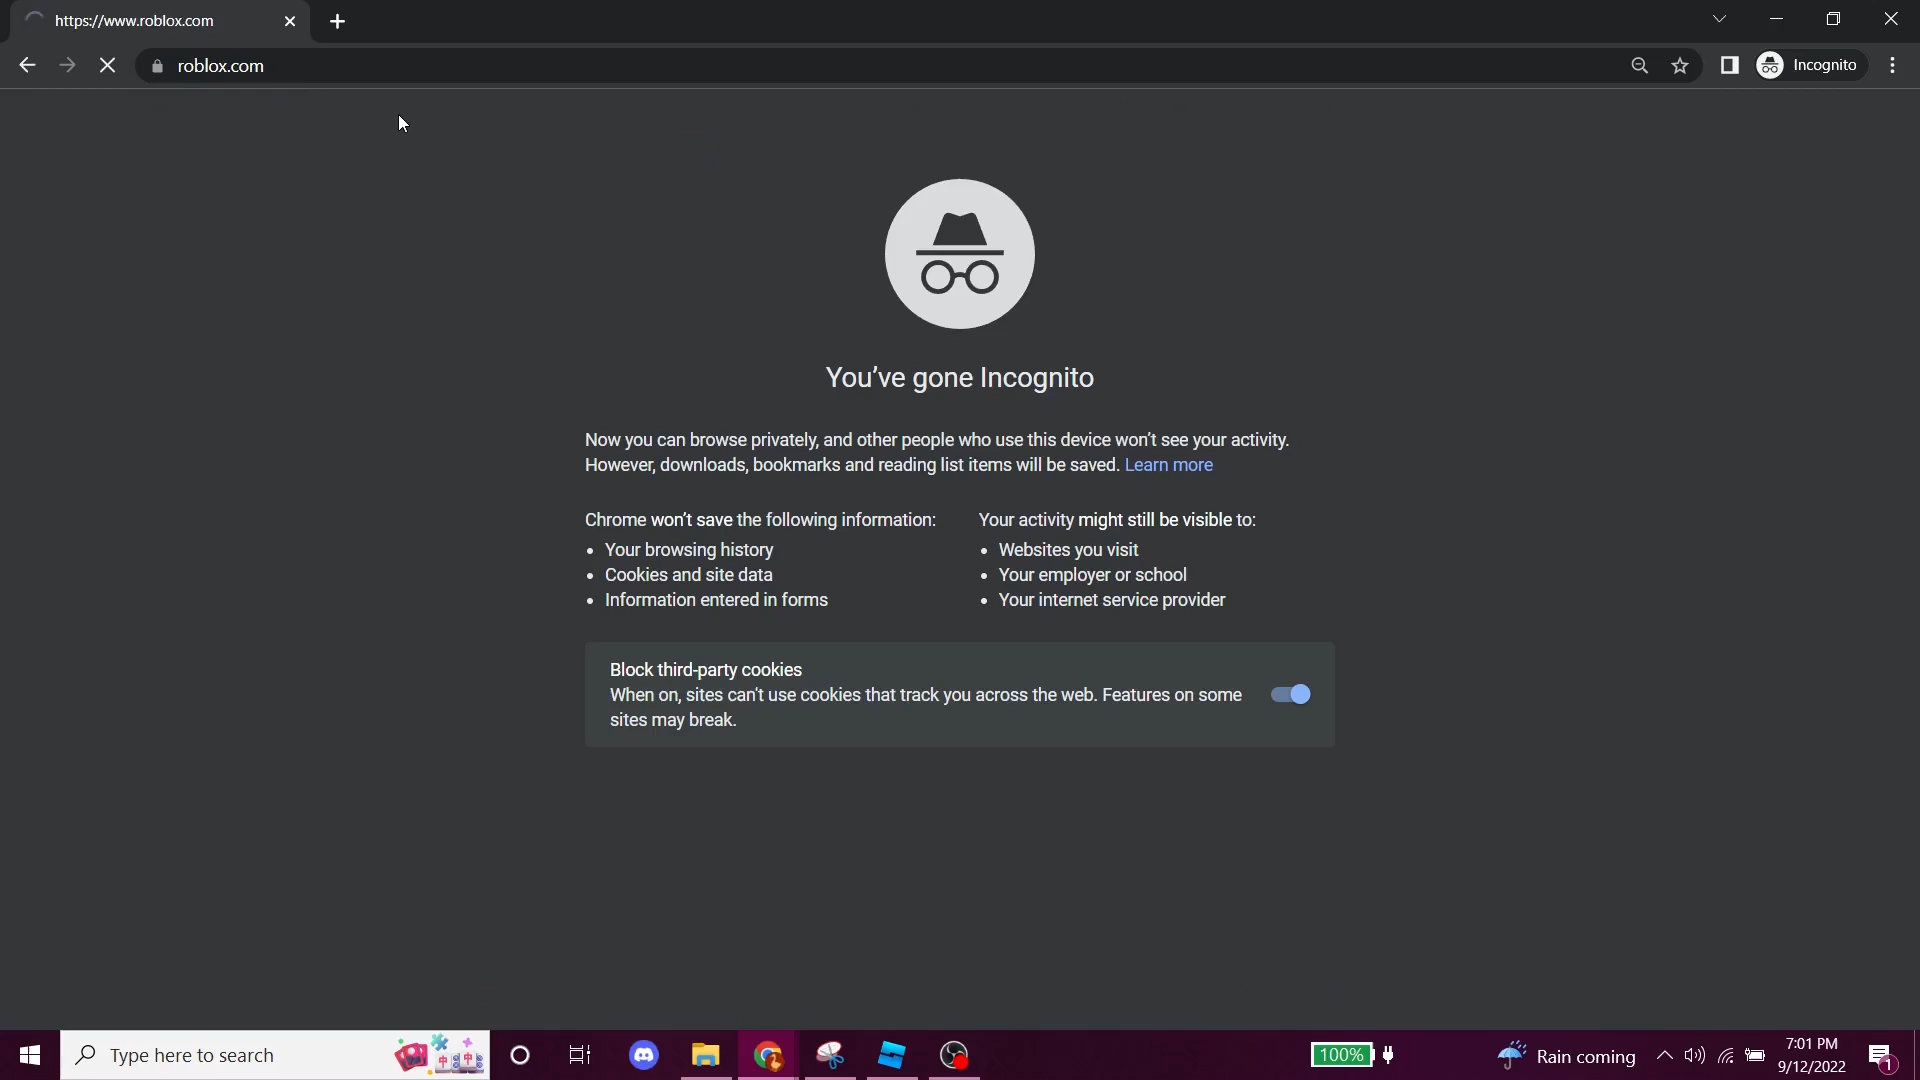 https://www.roblox.com
roblox.com
Incognito
You've gone Incognito
Now you can browse privately, and other people who use this device won't see your activity.
However, downloads, bookmarks and reading list items will be saved. Learn more
Chrome won't save the following information:
Your browsing history
Cookies and site data
Information entered in forms
Your activity might still be visible to:
Websites you visit
Your employer or school
Your internet service provider
Block third-party cookies
When on, sites can't use cookies that track you across the web. Features on some
sites may break.
Type here to search
中 中
100%
Rain coming
7:01 PM
9/12/2022
1